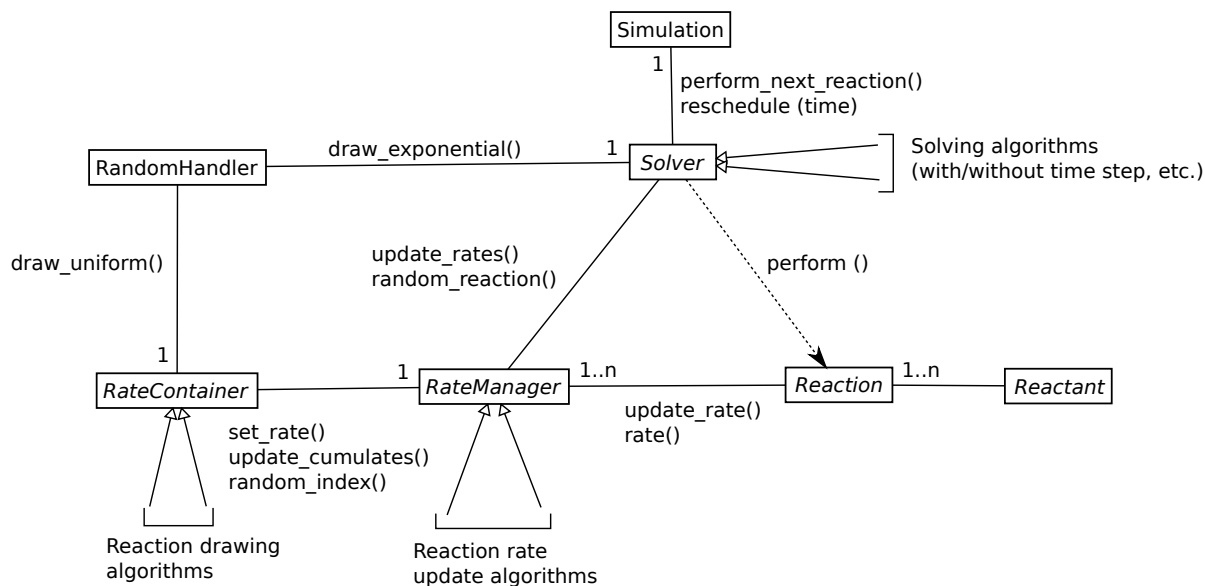 Simulation
1
perform_next_reaction()
reschedule (time)
draw_exponential()
1
RandomHandler
Solver
Solving algorithms
(with/without time step, etc.)
draw_uniform()
update_rates()
random_reaction()
perform ()
1
1
1..n
1..n
RateContainer
RateManager
Reaction
Reactant
set_rate()
update_cumulates()
random_index()
update_rate()
rate()
Reaction drawing
algorithms
Reaction rate
update algorithms